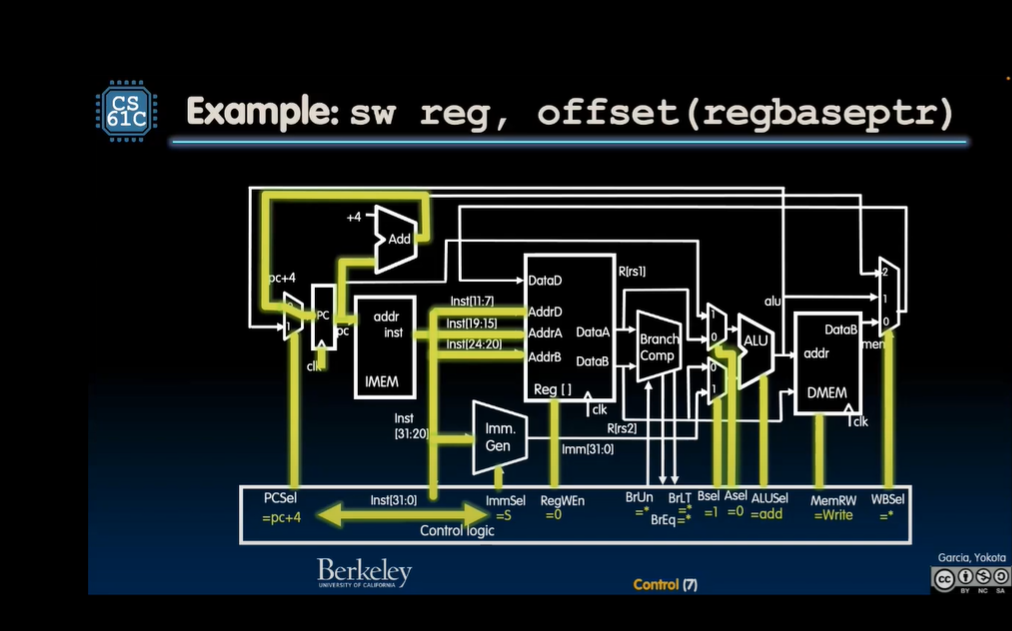 CS
61C
Example: sw reg, offset(regbaseptr)
+4
Add
pc+4
0
1
PC
pc
clk
addr
inst
IMEM
Inst[11:7]
Inst[19:15]
Inst[24:20]
DataD
AddrD
AddrA
AddrB
DataA
DataB
Reg [ ]
clk
R[rs1]
R[rs2]
Branch
Comp
Inst
[31:20]
Imm.
Gen
Imm[31:0]
1
0
0
1
ALU
alu
addr
DataB
DMEM
clk
mem
2
1
0
PCSel
=pc+4
Inst[31:0]
Control logic
ImmSel
=S
RegWEn
=0
BrUn
=*
BrEq=*
BrLT
=*
Bsel
=1
Asel
=0
ALUSel
=add
MemRW
=Write
WBSel
=*
Berkeley
UNIVERSITY OF CALIFORNIA
Control (7)
Garcia, Yokota
cc
BY NC SA